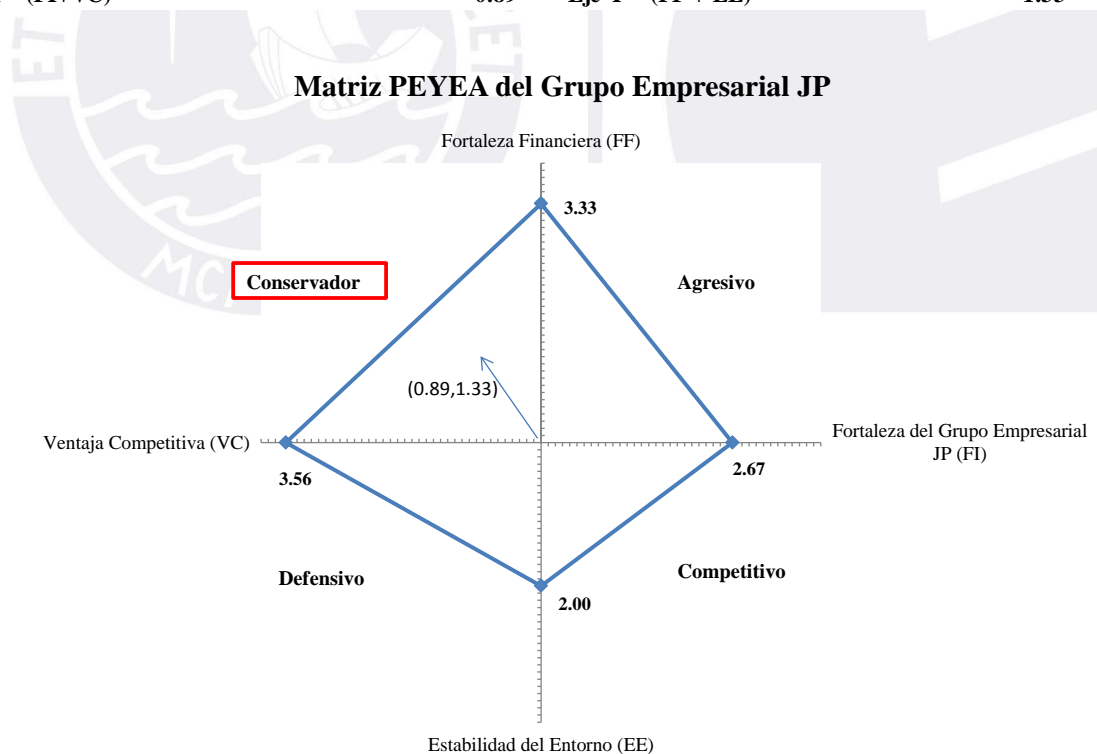 Matriz PEYEA del Grupo Empresarial JP
Fortaleza Financiera (FF)
3.33
Conservador
Agresivo
(0.89,1.33)
Ventaja Competitiva (VC)
Fortaleza del Grupo Empresarial
JP (FI)
3.56
2.67
Defensivo
Competitivo
2.00
Estabilidad del Entorno (EE)